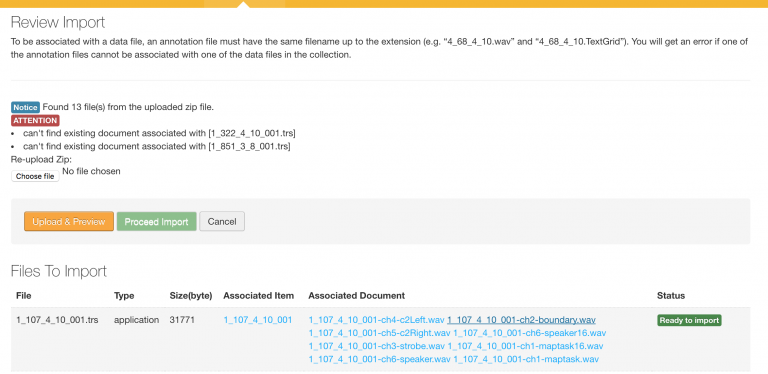 Review Import
To be associated with a data file, an annotation file must have the same filename up to the extension (e.g. “4_68_4_10.wav” and “4_68_4_10.TextGrid”). You will get an error if one of
the annotation files cannot be associated with one of the data files in the collection.
Notice Found 13 file(s) from the uploaded zip file.
ATTENTION
• can't find existing document associated with [1_322_4_10_001.trs]
• can't find existing document associated with [1_851_3_8_001.trs]
Re-upload Zip:
Choose file No file chosen
Upload & Preview Proceed Import Cancel
Files To Import
File Type Size(byte) Associated Item Associated Document Status
1_107_4_10_001.trs application 31771 1_107_4_10_001 1_107_4_10_001-ch4-c2Left.wav 1_107_4_10_001-ch2-boundary.wav Ready to import
1_107_4_10_001-ch5-c2Right.wav 1_107_4_10_001-ch6-speaker16.wav
1_107_4_10_001-ch3-strobe.wav 1_107_4_10_001-ch1-maptask16.wav
1_107_4_10_001-ch6-speaker.wav 1_107_4_10_001-ch1-maptask.wav